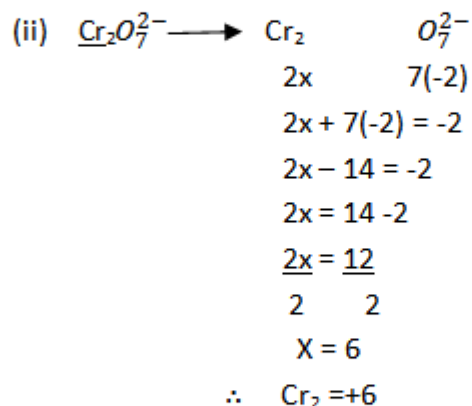 (ii) Cr₂O₇²⁻ ⟶ Cr₂ O₇²⁻
2x 7(-2)
2x + 7(-2) = -2
2x – 14 = -2
2x = 14 -2
2x = 12
2 2
X = 6
∴ Cr₂ =+6